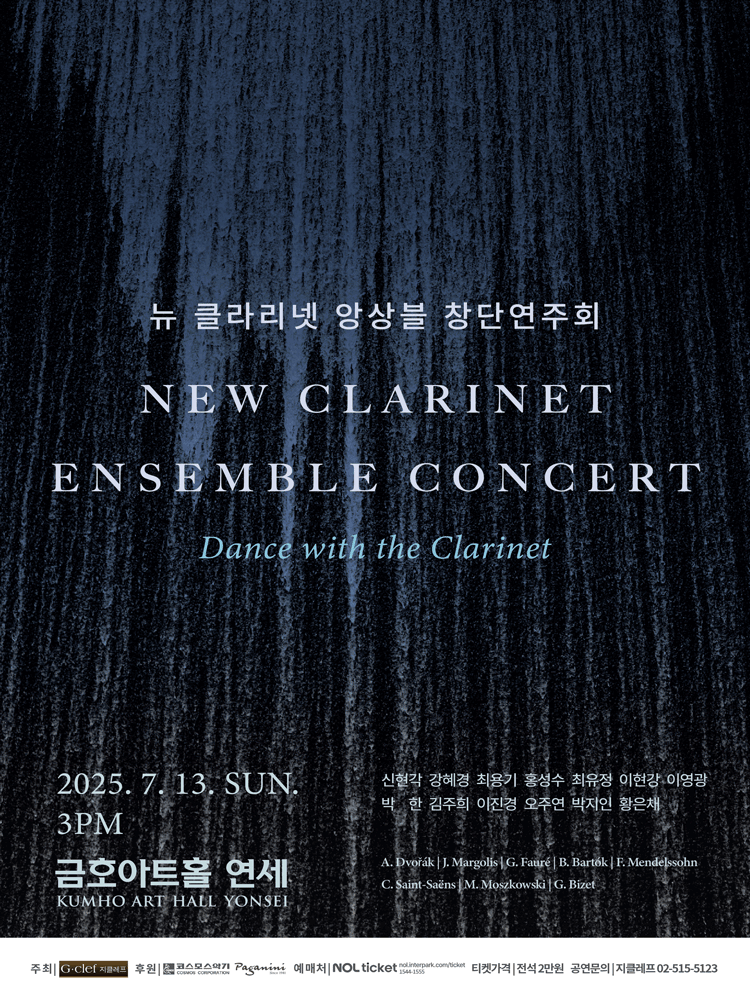 뉴 클라리넷 앙상블 창단연주회
NEW CLARINET
ENSEMBLE CONCERT
Dance with the Clarinet
2025. 7. 13. SUN.
3PM
금호아트홀 연세
KUMHO ART HALL YONSEI
신현각 강혜경 최용기 홍성수 최유정 이현강 이영광
박 한 김주희 이진경 오주연 박지인 황은채
A. Dvořák | J. Margolis | G. Fauré | B. Bartók | F. Mendelssohn
C. Saint-Saëns | M. Moszkowski | G. Bizet
주최 | G·clef 지클레프 후원 | 코스모스악기 COSMOS CORPORATION Paganini 예매처 | NOL ticket nol.interpark.com/ticket 1544-1555 티켓가격 | 전석 2만원 공연문의 | 지클레프 02-515-5123